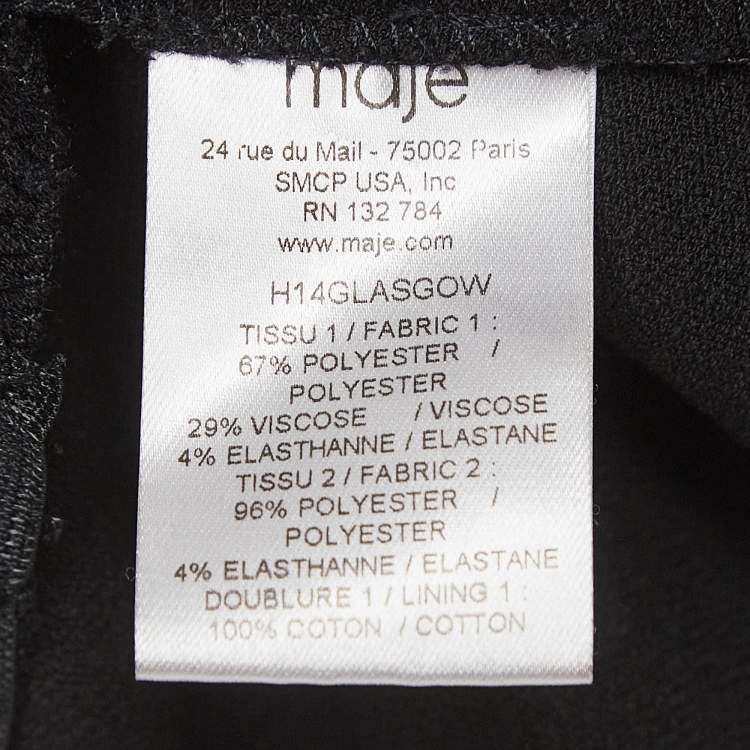 maje
24 rue du Mail - 75002 Paris
SMCP USA, Inc
RN 132 784
www.maje.com
H14GLASGOW
TISSU 1 / FABRIC 1 :
67% POLYESTER /
POLYESTER
29% VISCOSE / VISCOSE
4% ELASTHANNE / ELASTANE
TISSU 2 / FABRIC 2 :
96% POLYESTER /
POLYESTER
4% ELASTHANNE / ELASTANE
DOUBLURE 1 / LINING 1 :
100% COTON / COTTON